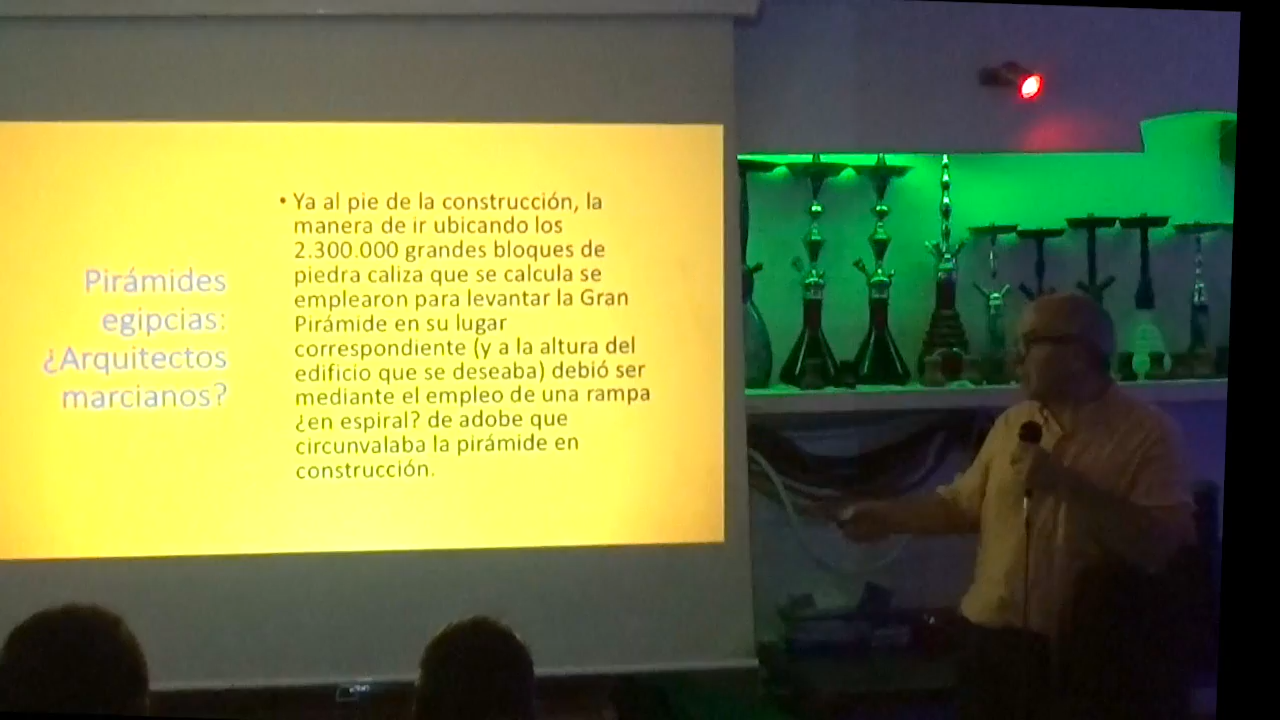 Pirámides
egipcias:
¿Arquitectos
marcianos?
• Ya al pie de la construcción, la
manera de ir ubicando los
2.300.000 grandes bloques de
piedra caliza que se calcula se
emplearon para levantar la Gran
Pirámide en su lugar
correspondiente (y a la altura del
edificio que se deseaba) debió ser
mediante el empleo de una rampa
¿en espiral? de adobe que
circunvalaba la pirámide en
construcción.